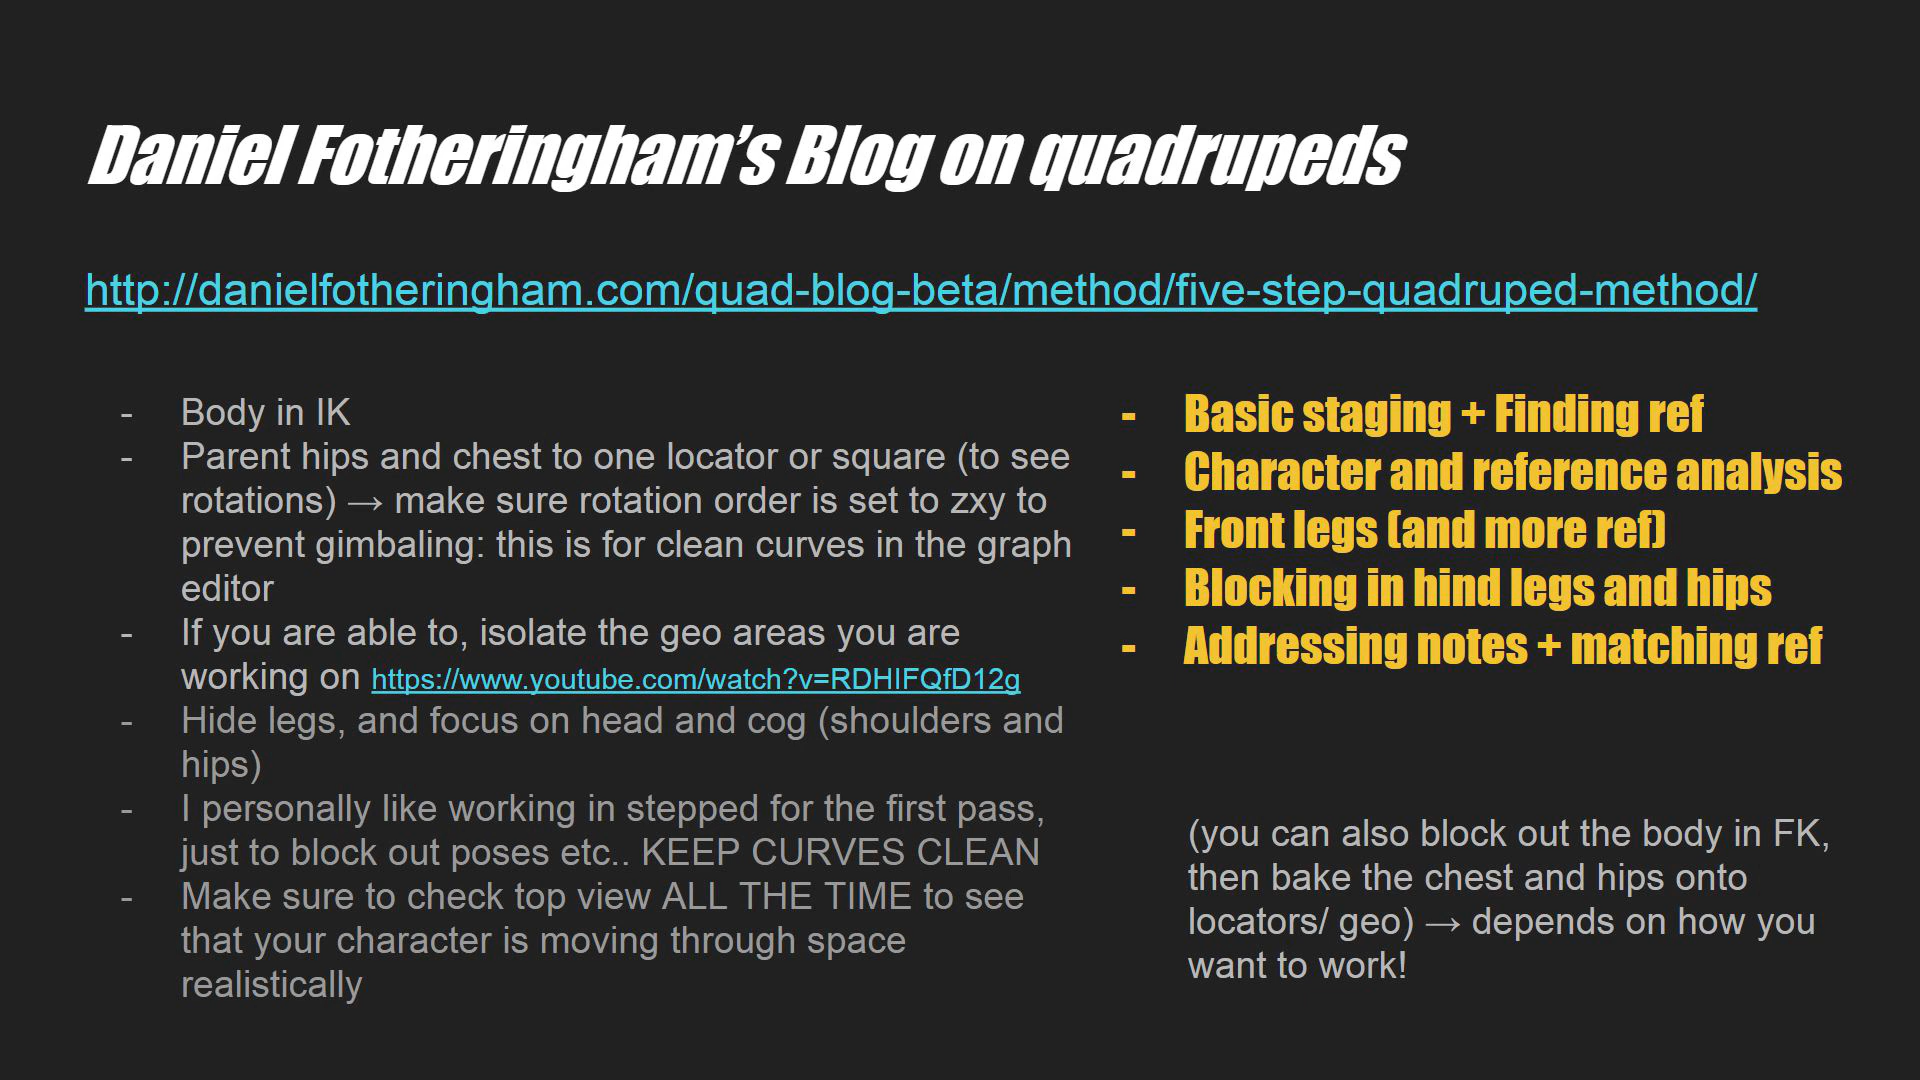 Daniel Fotheringham's Blog on quadrupeds
http://danielfotheringham.com/quad-blog-beta/method/five-step-quadruped-method/
- Body in IK
- Parent hips and chest to one locator or square (to see
rotations) → make sure rotation order is set to zxy to
prevent gimbaling: this is for clean curves in the graph
editor
- If you are able to, isolate the geo areas you are
working on https://www.youtube.com/watch?v=RDHIFQfD12g
- Hide legs, and focus on head and cog (shoulders and
hips)
- I personally like working in stepped for the first pass,
just to block out poses etc.. KEEP CURVES CLEAN
- Make sure to check top view ALL THE TIME to see
that your character is moving through space
realistically
- Basic staging + Finding ref
- Character and reference analysis
- Front legs (and more ref)
- Blocking in hind legs and hips
- Addressing notes + matching ref
(you can also block out the body in FK,
then bake the chest and hips onto
locators/ geo) → depends on how you
want to work!